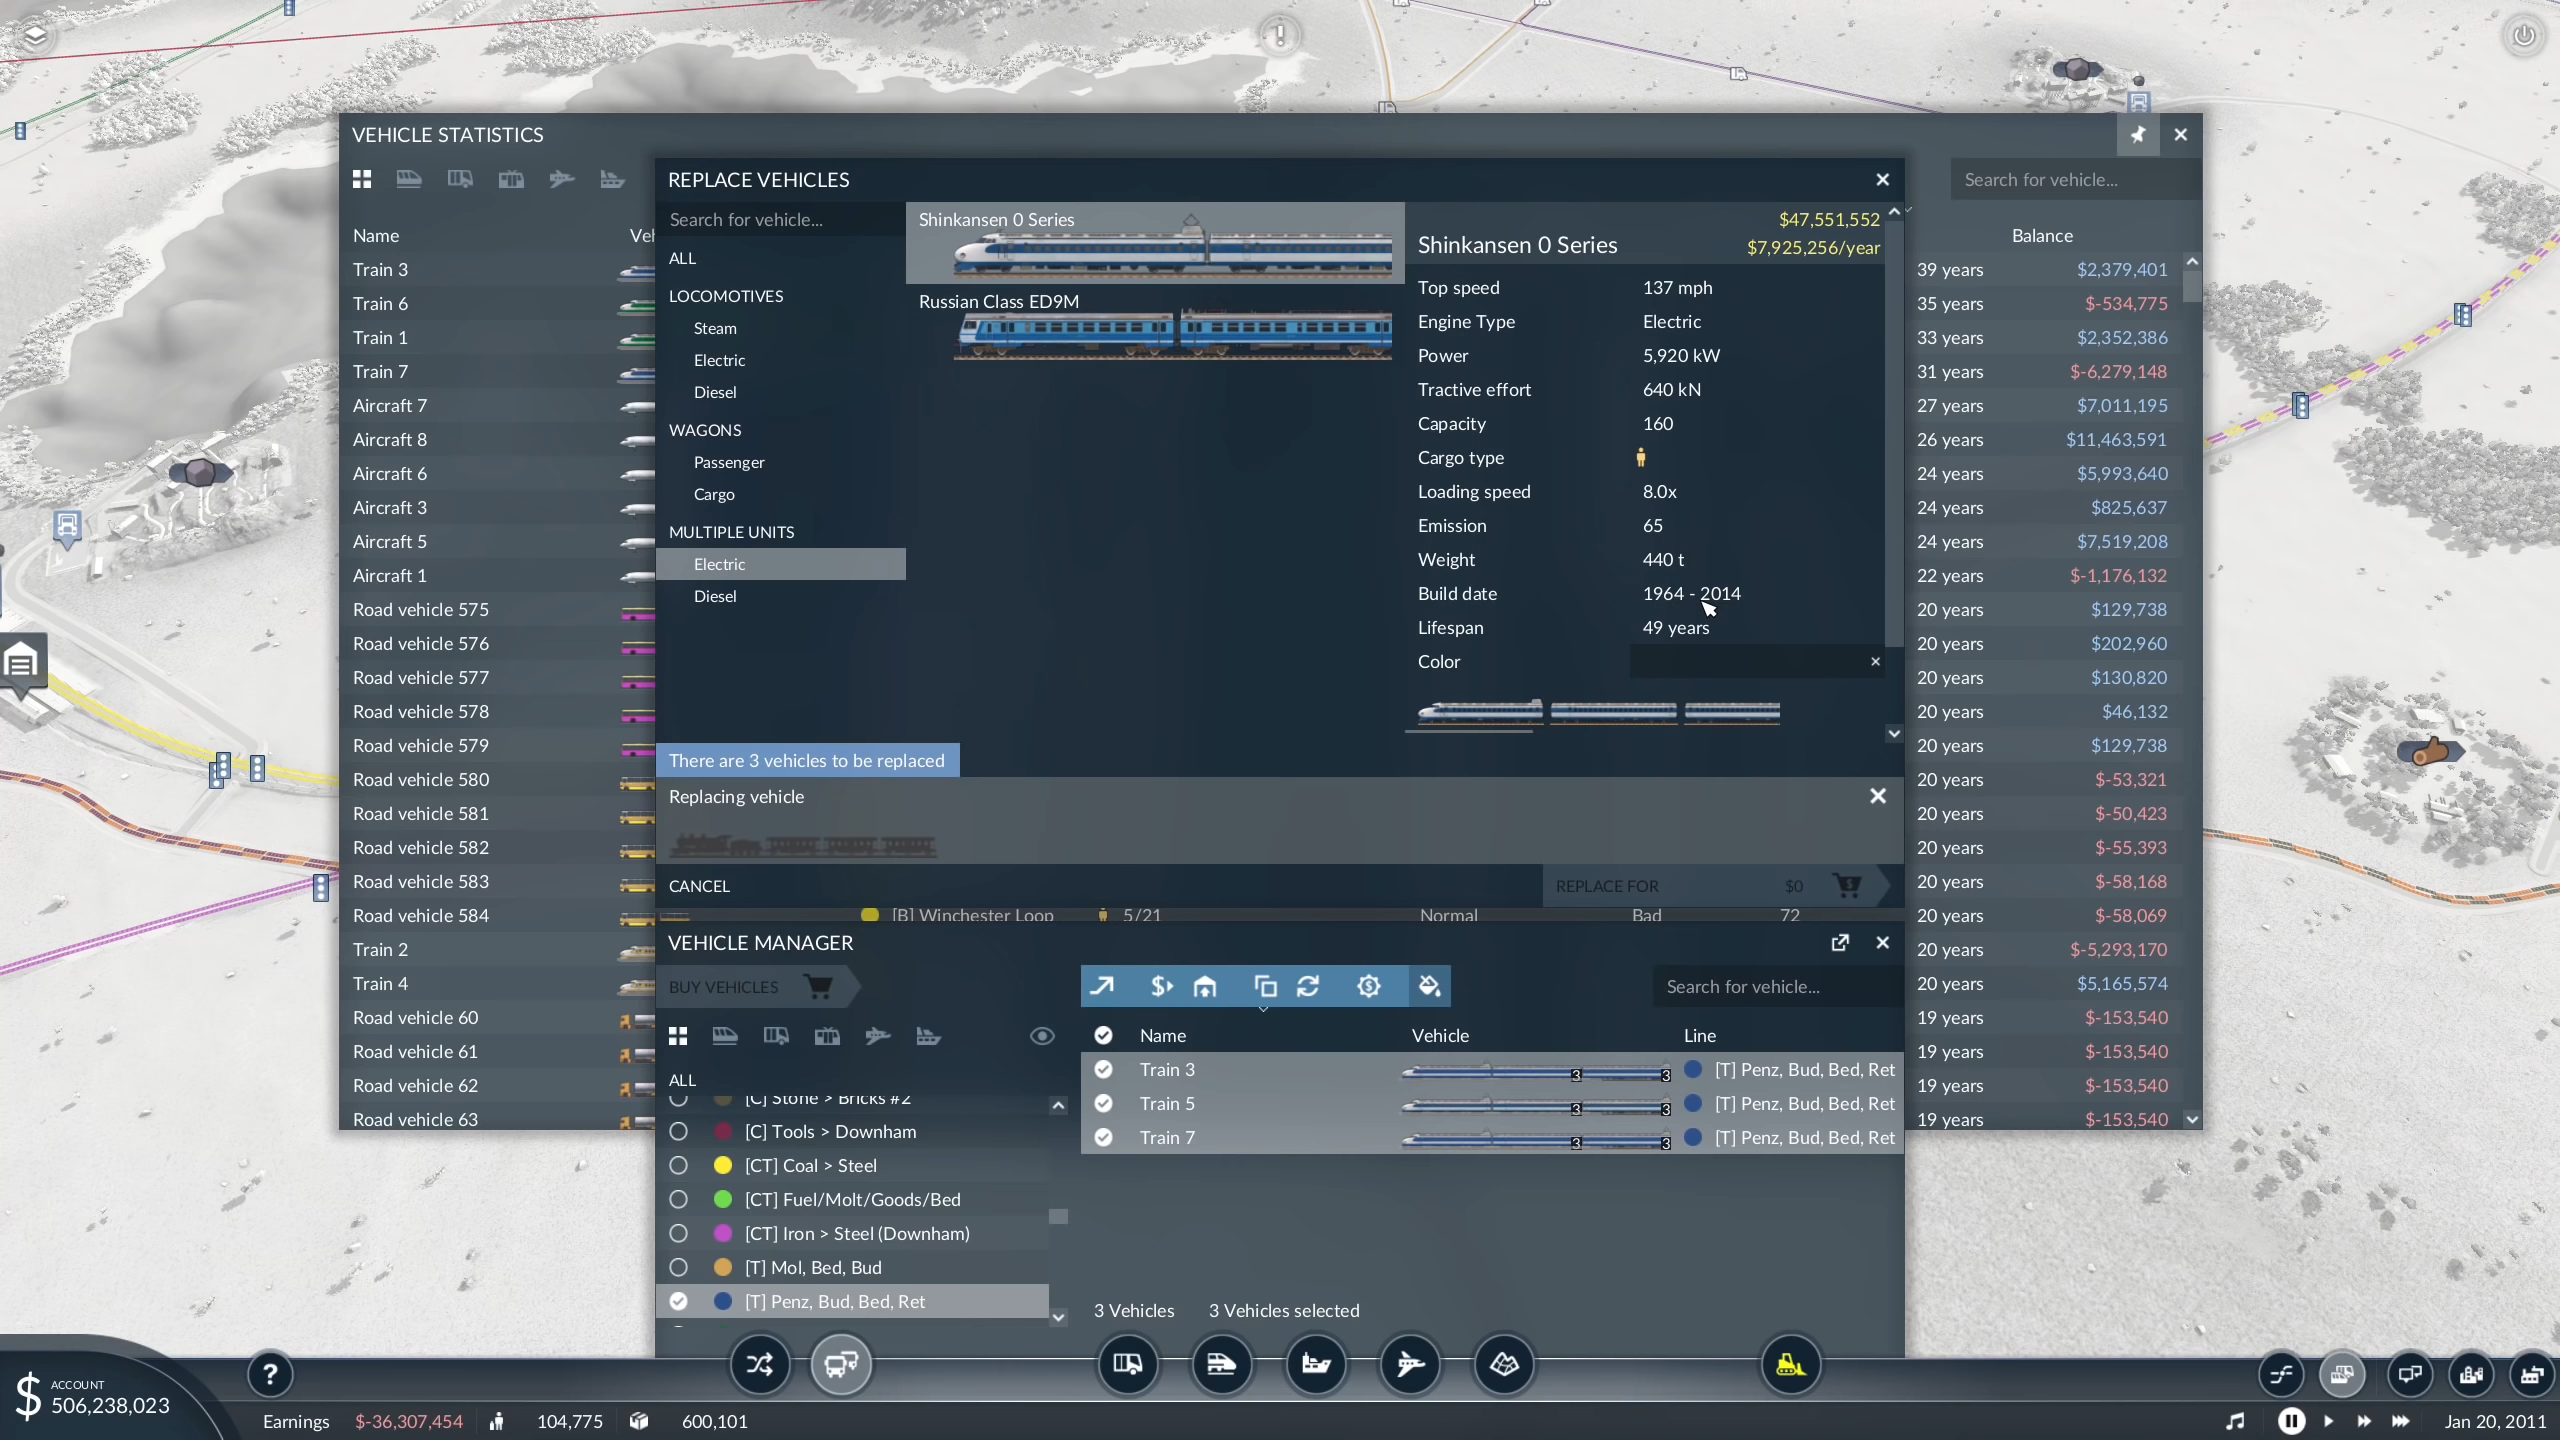 VEHICLE STATISTICS
Search for vehicle...
Name
Balance
Train 3
39 years $2,379,401
Train 6
35 years $-534,775
Train 1
33 years $2,352,386
Train 7
31 years $-6,279,148
Aircraft 7
27 years $7,011,195
Aircraft 8
26 years $11,463,591
Aircraft 6
24 years $5,993,640
Aircraft 3
24 years $825,637
Aircraft 5
24 years $7,519,208
Aircraft 1
22 years $-1,176,132
Road vehicle 575
20 years $129,738
Road vehicle 576
20 years $202,960
Road vehicle 577
20 years $130,820
Road vehicle 578
20 years $46,132
Road vehicle 579
20 years $129,738
Road vehicle 580
20 years $-53,321
Road vehicle 581
20 years $-50,423
Road vehicle 582
20 years $-55,393
Road vehicle 583
20 years $-58,168
Road vehicle 584
20 years $-58,069
Train 2
20 years $-5,293,170
Train 4
20 years $5,165,574
Road vehicle 60
19 years $-153,540
Road vehicle 61
19 years $-153,540
Road vehicle 62
19 years $-153,540
Road vehicle 63
19 years $-153,540
REPLACE VEHICLES
Search for vehicle...
ALL
LOCOMOTIVES
Steam
Electric
Diesel
WAGONS
Passenger
Cargo
MULTIPLE UNITS
Electric
Diesel
Shinkansen 0 Series
Russian Class ED9M
$47,551,552
Shinkansen 0 Series $7,925,256/year
Top speed 137 mph
Engine Type Electric
Power 5,920 kW
Tractive effort 640 kN
Capacity 160
Cargo type
Loading speed 8.0x
Emission 65
Weight 440 t
Build date 1964 - 2014
Lifespan 49 years
Color
There are 3 vehicles to be replaced
Replacing vehicle
CANCEL
REPLACE FOR $0
[B] Winchester Loop 5/21 Normal Bad 72
VEHICLE MANAGER
BUY VEHICLES
Search for vehicle...
ALL
[C] Stone > Bricks #2
[C] Tools > Downham
[CT] Coal > Steel
[CT] Fuel/Molt/Goods/Bed
[CT] Iron > Steel (Downham)
[T] Mol, Bed, Bud
[T] Penz, Bud, Bed, Ret
Name Vehicle Line
Train 3 3 3 [T] Penz, Bud, Bed, Ret
Train 5 3 3 [T] Penz, Bud, Bed, Ret
Train 7 3 3 [T] Penz, Bud, Bed, Ret
3 Vehicles 3 Vehicles selected
?
$ ACCOUNT
506,238,023
Earnings $-36,307,454 104,775 600,101
Jan 20, 2011